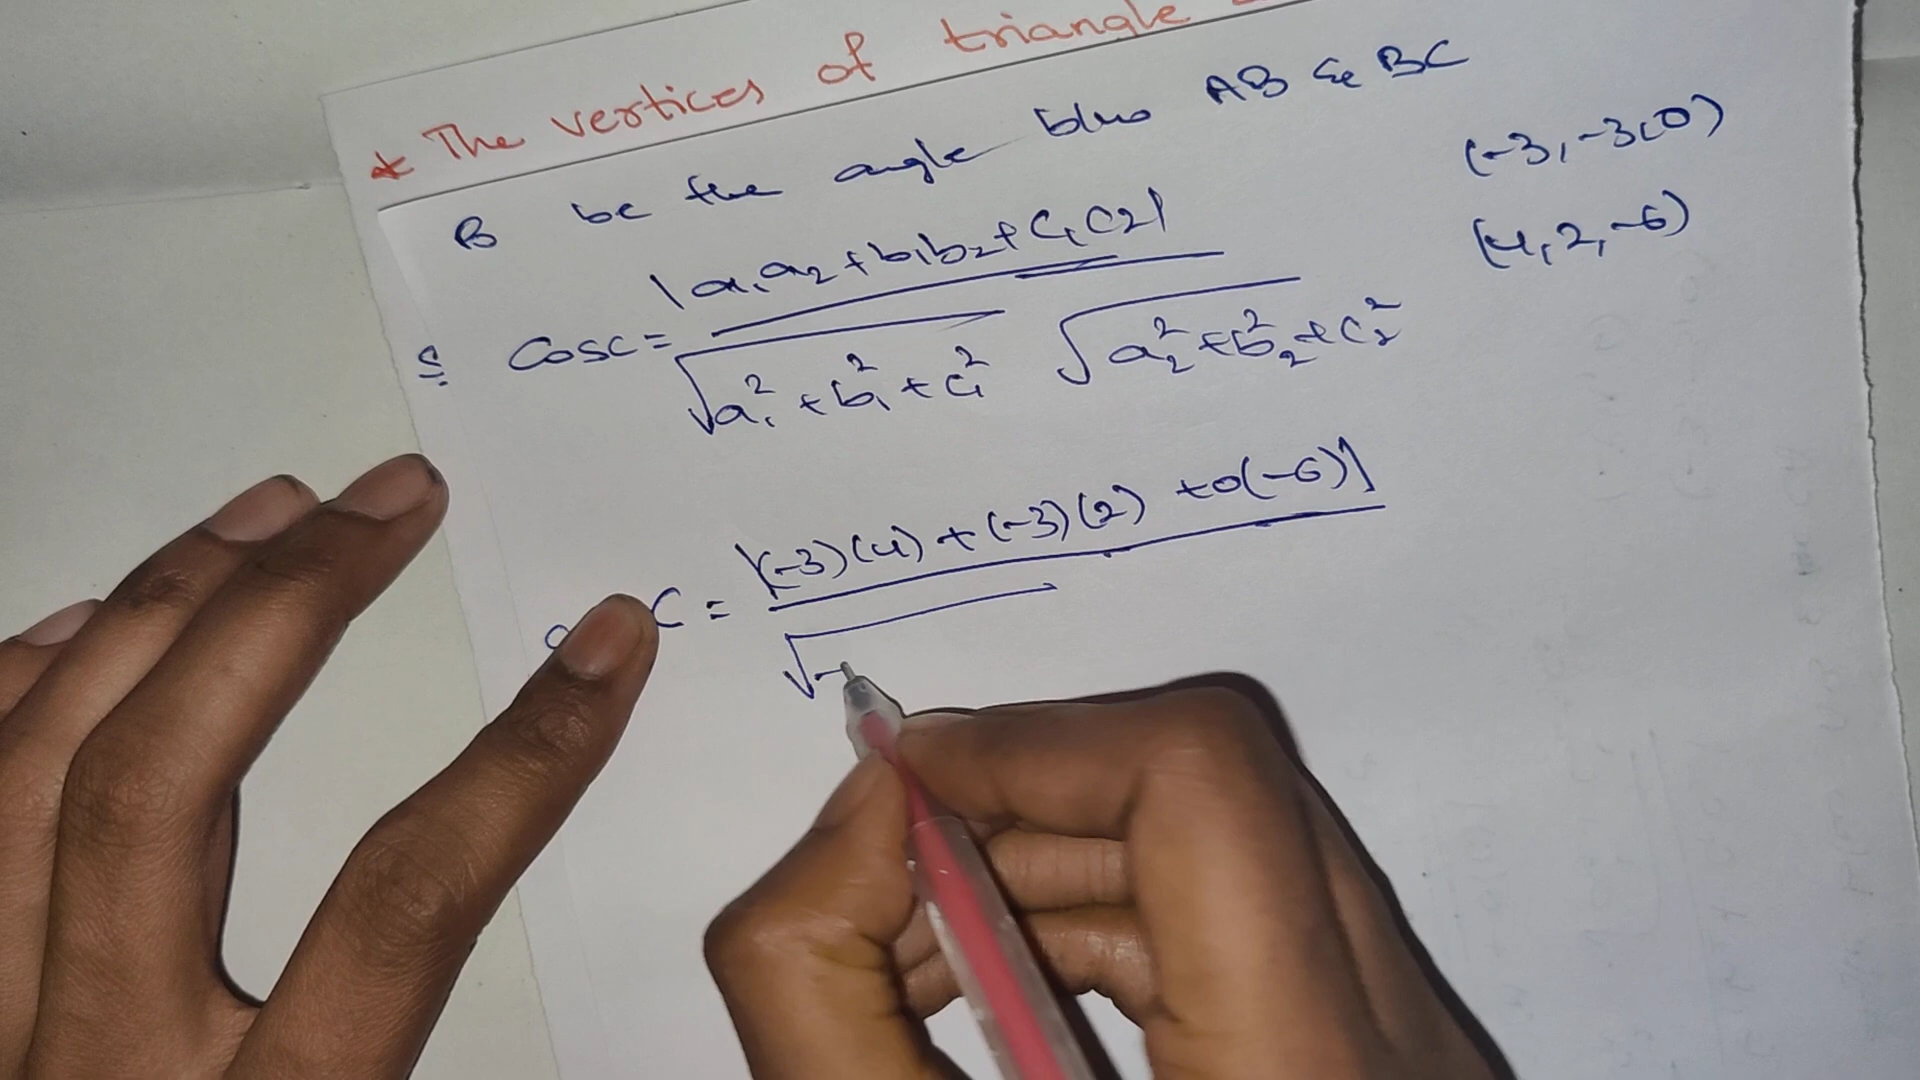 * The vertices of triangle
B be the angle b/w AB & BC
(-3, -3, 0)
(4, 2, -6)
|a₁a₂ + b₁b₂ + c₁c₂|
S Cos C =
√a₁² + b₁² + c₁² √a₂² + b₂² + c₂²
|(-3)(4) + (-3)(2) + 0(-6)|
C =
√-